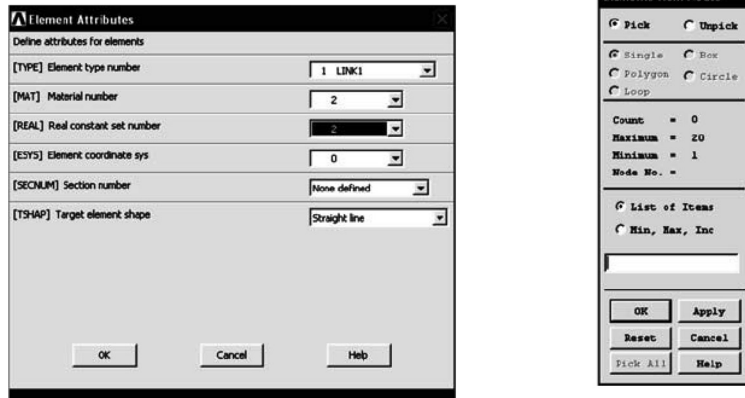 Element Attributes
Define attributes for elements
[TYPE] Element type number
1 LINK1
[MAT] Material number
2
[REAL] Real constant set number
2
[ESYS] Element coordinate sys
0
[SECNUM] Section number
None defined
[TSHAP] Target element shape
Straight line
OK Cancel Help
Pick Unpick
Single Box
Polygon Circle
Loop
Count = 0
Maximum = 20
Minimum = 1
Node No. =
List of Items
Min, Max, Inc
OK Apply
Reset Cancel
Pick All Help